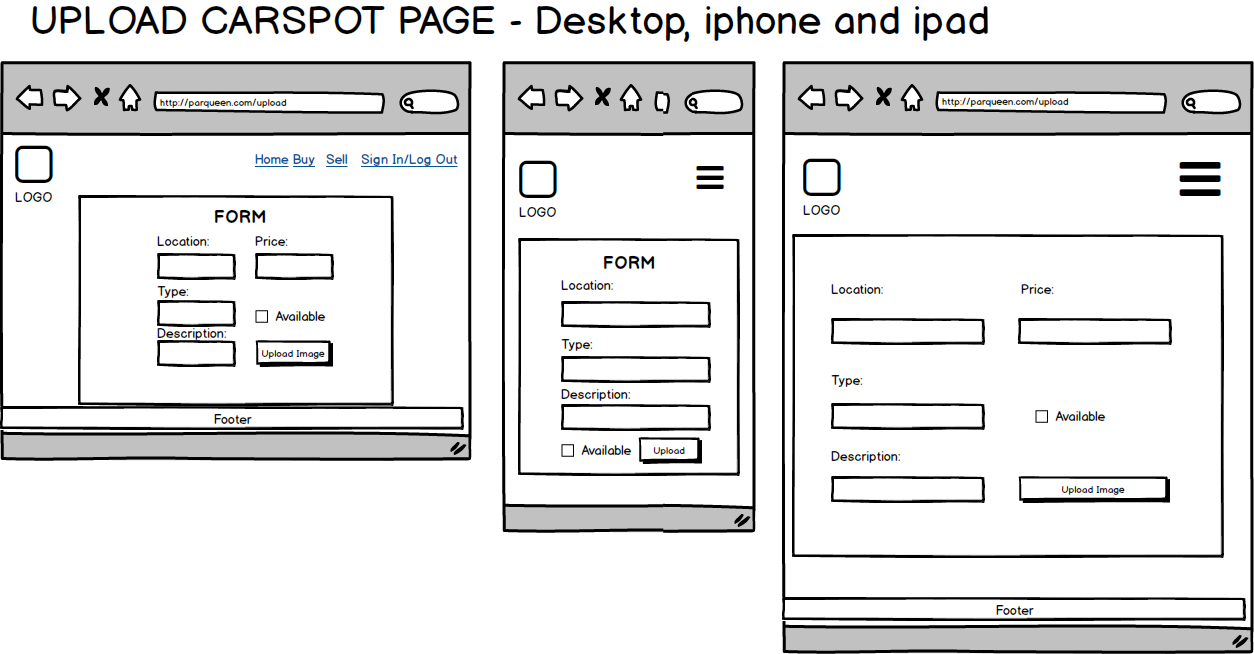 UPLOAD CARSPOT PAGE - Desktop, iphone and ipad
http://parqueen.com/upload
Home Buy Sell Sign In/Log Out
LOGO
FORM
Location: Price:
Type:
Available
Description:
Upload Image
Footer
LOGO
FORM
Location:
Type:
Description:
Available Upload
http://parqueen.com/upload
LOGO
Location: Price:
Type:
Available
Description:
Upload Image
Footer